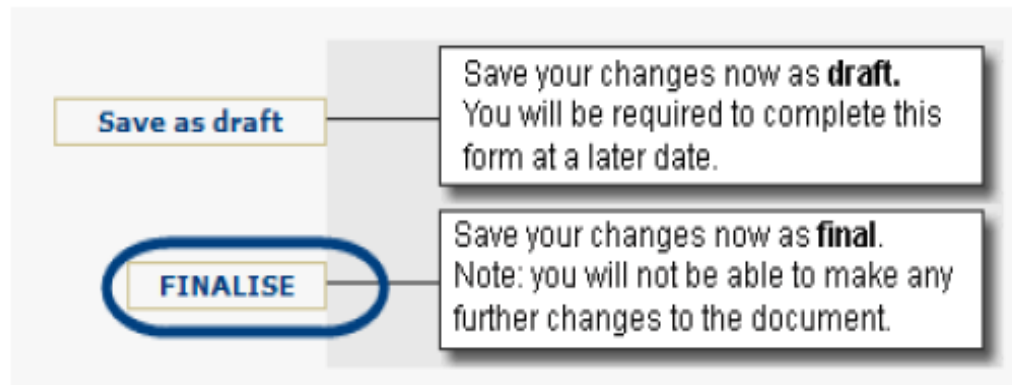 Save as draft
Save your changes now as draft.
You will be required to complete this
form at a later date.
FINALISE
Save your changes now as final.
Note: you will not be able to make any
further changes to the document.